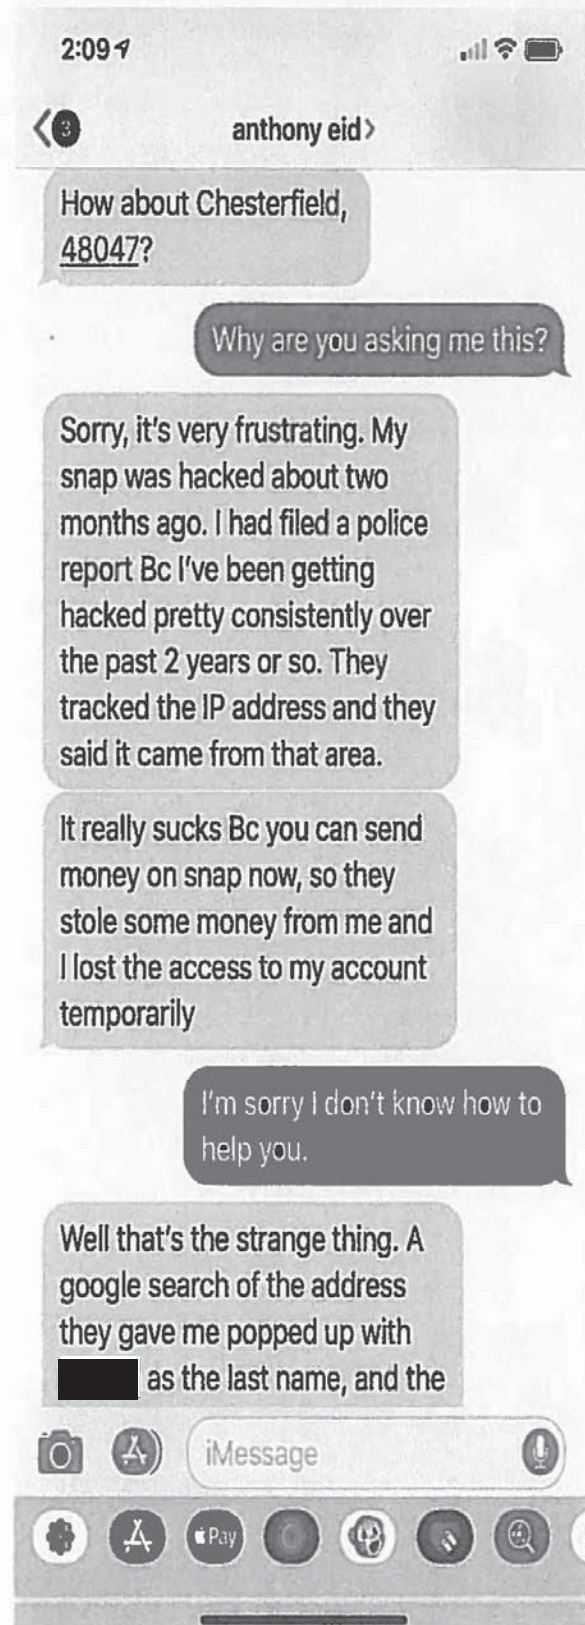 2:09
3
anthony eid
How about Chesterfield,
48047?
Why are you asking me this?
Sorry, it's very frustrating. My
snap was hacked about two
months ago. I had filed a police
report Bc I've been getting
hacked pretty consistently over
the past 2 years or so. They
tracked the IP address and they
said it came from that area.
It really sucks Bc you can send
money on snap now, so they
stole some money from me and
I lost the access to my account
temporarily
I'm sorry I don't know how to
help you.
Well that's the strange thing. A
google search of the address
they gave me popped up with
as the last name, and the
iMessage
Pay